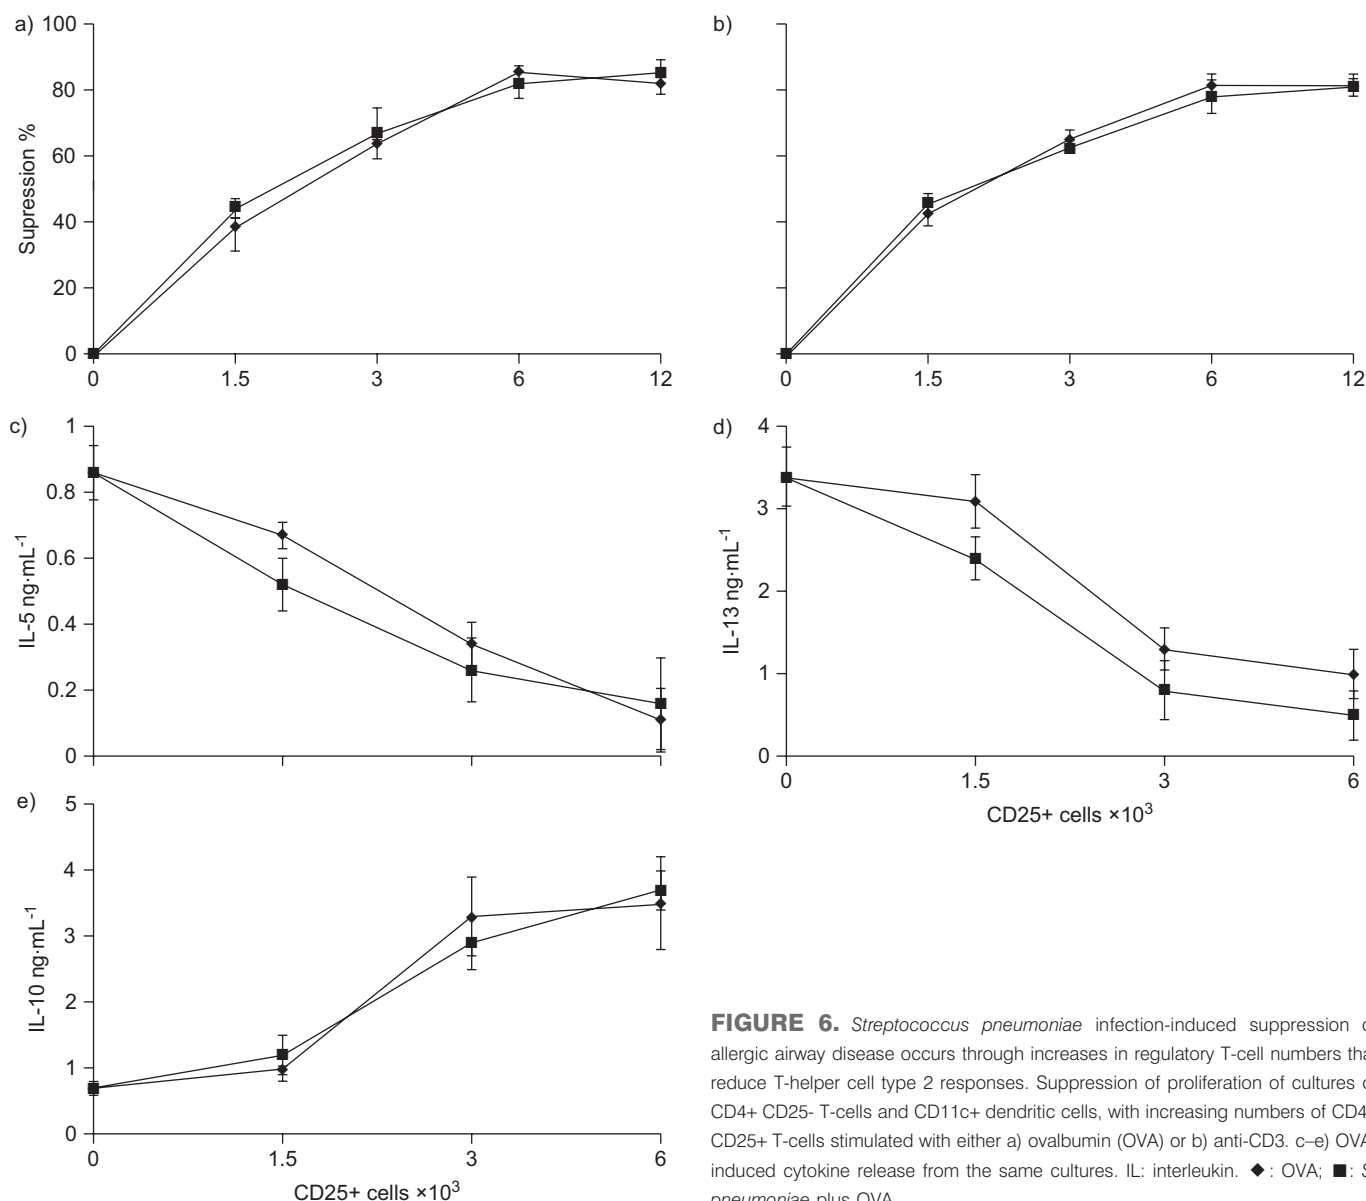 a)
100
80
60
40
20
0
Supression %
0 1.5 3 6 12
b)
0 1.5 3 6 12
c)
1
0.8
0.6
0.4
0.2
0
IL-5 ng·mL-1
d)
4
3
2
1
0
IL-13 ng·mL-1
0 1.5 3 6
CD25+ cells ×103
e)
5
4
3
2
1
0
IL-10 ng·mL-1
0 1.5 3 6
CD25+ cells ×103
FIGURE 6. Streptococcus pneumoniae infection-induced suppression
allergic airway disease occurs through increases in regulatory T-cell numbers
reduce T-helper cell type 2 responses. Suppression of proliferation of cultures
CD4+ CD25- T-cells and CD11c+ dendritic cells, with increasing numbers of CD4
CD25+ T-cells stimulated with either a) ovalbumin (OVA) or b) anti-CD3. c–e) OVA
induced cytokine release from the same cultures. IL: interleukin. ◆: OVA; ■:
pneumoniae plus OVA